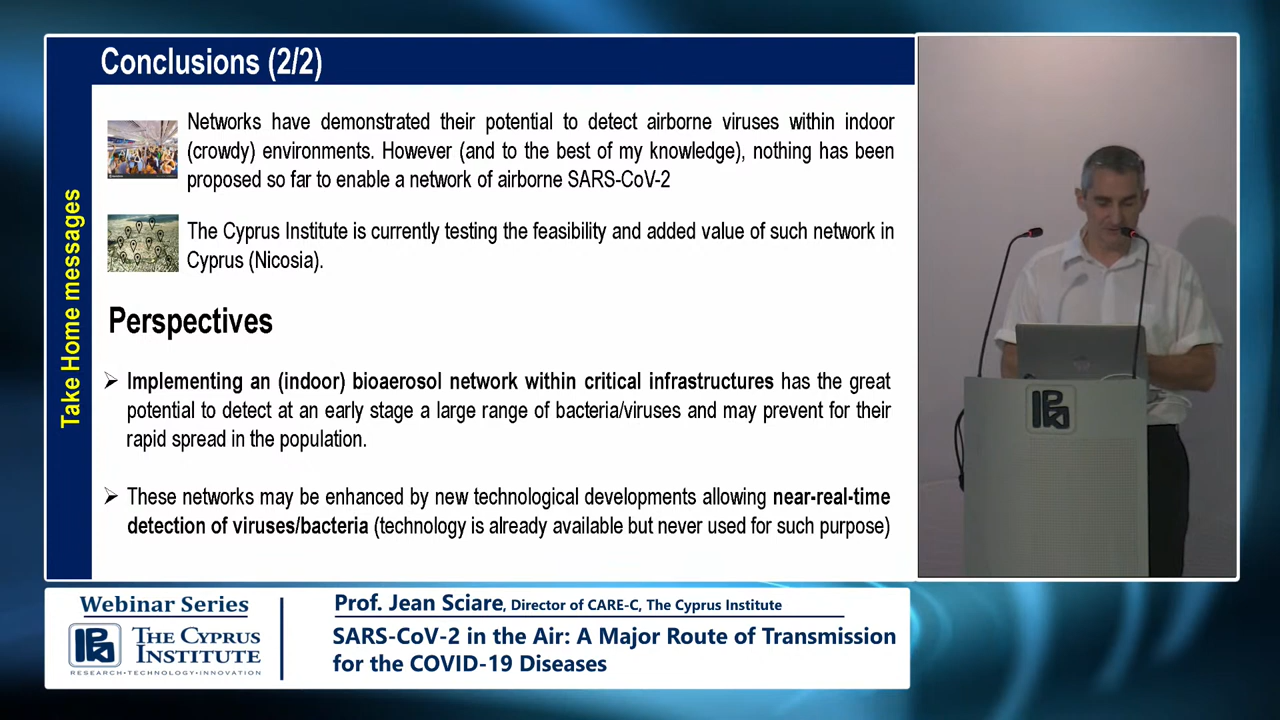 Conclusions (2/2)
Take Home messages
Networks have demonstrated their potential to detect airborne viruses within indoor
(crowdy) environments. However (and to the best of my knowledge), nothing has been
proposed so far to enable a network of airborne SARS-CoV-2
The Cyprus Institute is currently testing the feasibility and added value of such network in
Cyprus (Nicosia).
Perspectives
Implementing an (indoor) bioaerosol network within critical infrastructures has the great
potential to detect at an early stage a large range of bacteria/viruses and may prevent for their
rapid spread in the population.
These networks may be enhanced by new technological developments allowing near-real-time
detection of viruses/bacteria (technology is already available but never used for such purpose)
Webinar Series
THE CYPRUS
INSTITUTE
RESEARCH•TECHNOLOGY•INNOVATION
Prof. Jean Sciare, Director of CARE-C, The Cyprus Institute
SARS-CoV-2 in the Air: A Major Route of Transmission
for the COVID-19 Diseases